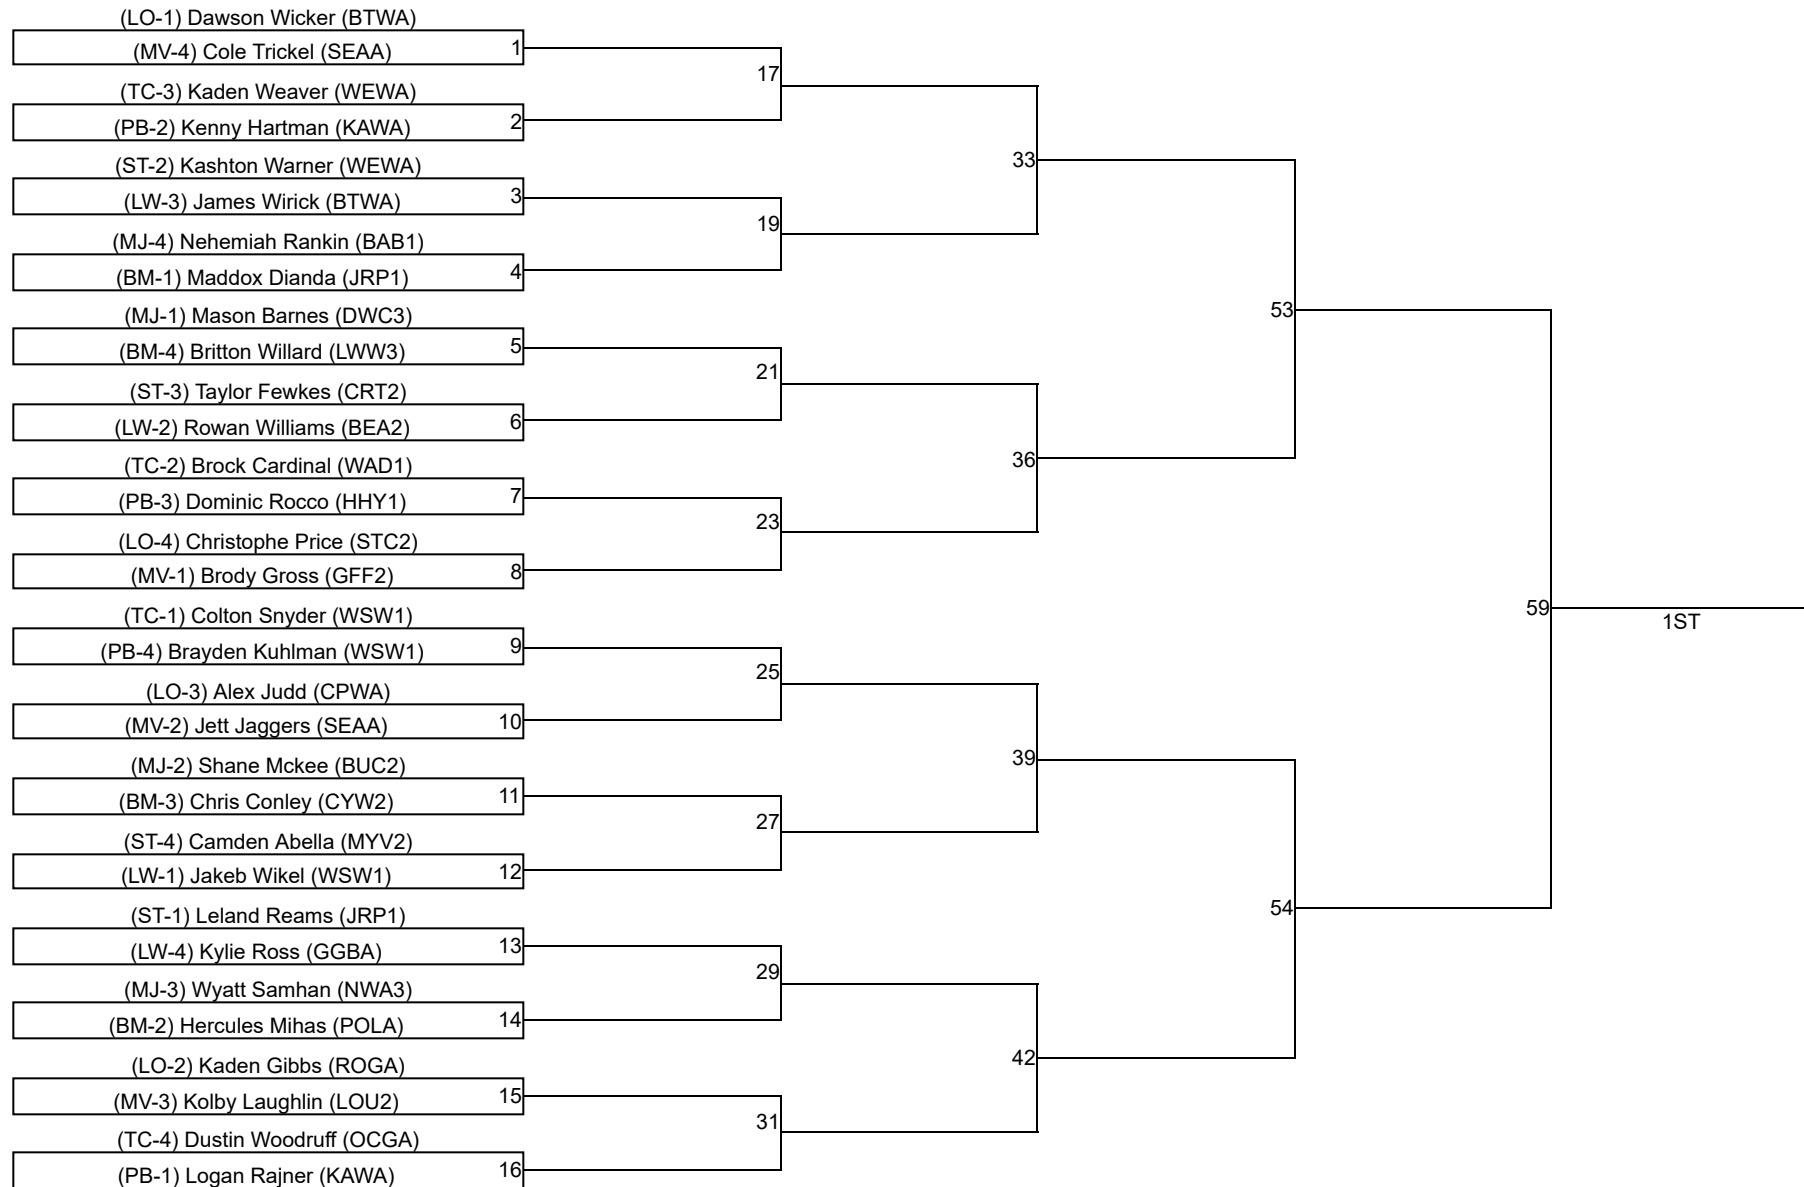 (LO-1) Dawson Wicker (BTWA)
(MV-4) Cole Trickel (SEAA) 1
17
(TC-3) Kaden Weaver (WEWA)
(PB-2) Kenny Hartman (KAWA) 2
33
(ST-2) Kashton Warner (WEWA)
(LW-3) James Wirick (BTWA) 3
19
(MJ-4) Nehemiah Rankin (BAB1)
(BM-1) Maddox Dianda (JRP1) 4
53
(MJ-1) Mason Barnes (DWC3)
(BM-4) Britton Willard (LWW3) 5
21
(ST-3) Taylor Fewkes (CRT2)
(LW-2) Rowan Williams (BEA2) 6
36
(TC-2) Brock Cardinal (WAD1)
(PB-3) Dominic Rocco (HHY1) 7
23
(LO-4) Christophe Price (STC2)
(MV-1) Brody Gross (GFF2) 8
59
1ST
(TC-1) Colton Snyder (WSW1)
(PB-4) Brayden Kuhlman (WSW1) 9
25
(LO-3) Alex Judd (CPWA)
(MV-2) Jett Jaggers (SEAA) 10
39
(MJ-2) Shane Mckee (BUC2)
(BM-3) Chris Conley (CYW2) 11
27
(ST-4) Camden Abella (MYV2)
(LW-1) Jakeb Wikel (WSW1) 12
54
(ST-1) Leland Reams (JRP1)
(LW-4) Kylie Ross (GGBA) 13
29
(MJ-3) Wyatt Samhan (NWA3)
(BM-2) Hercules Mihas (POLA) 14
42
(LO-2) Kaden Gibbs (ROGA)
(MV-3) Kolby Laughlin (LOU2) 15
31
(TC-4) Dustin Woodruff (OCGA)
(PB-1) Logan Rajner (KAWA) 16